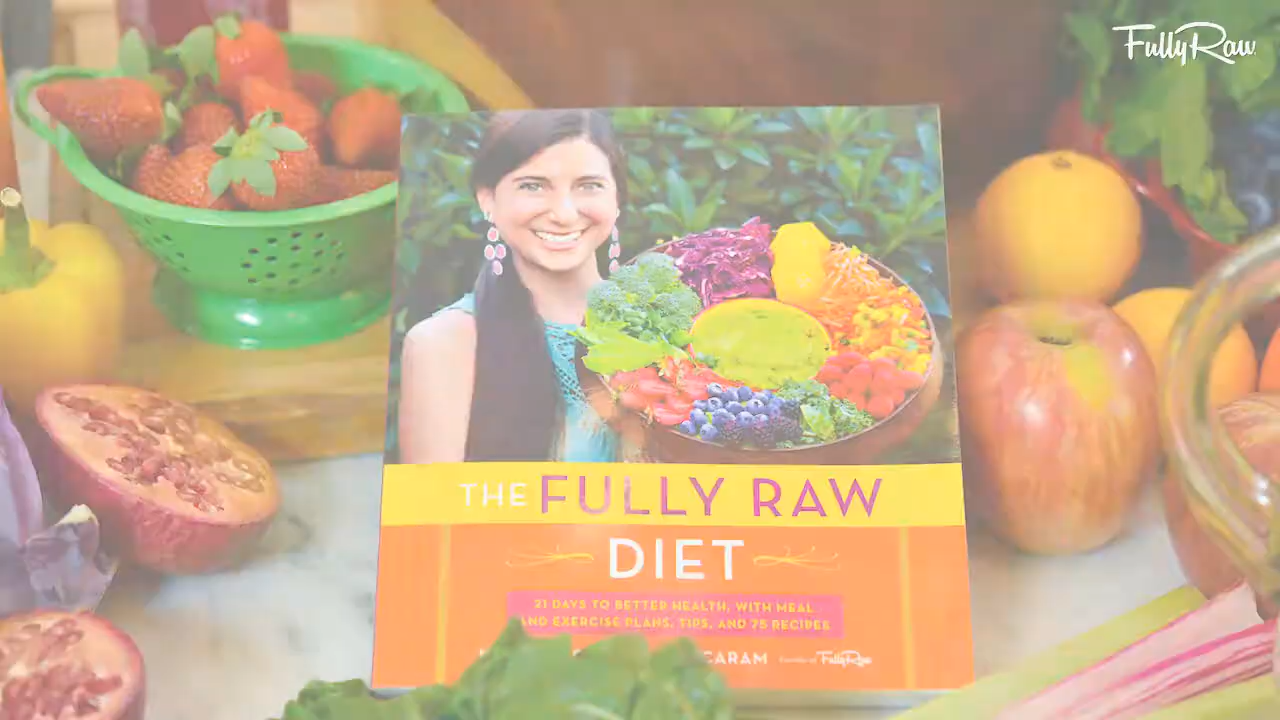 FullyRaw
THE FULLY RAW
DIET
21 DAYS TO BETTER HEALTH, WITH MEAL
AND EXERCISE PLANS, TIPS, AND 75 RECIPES
CARAM
FullyRaw